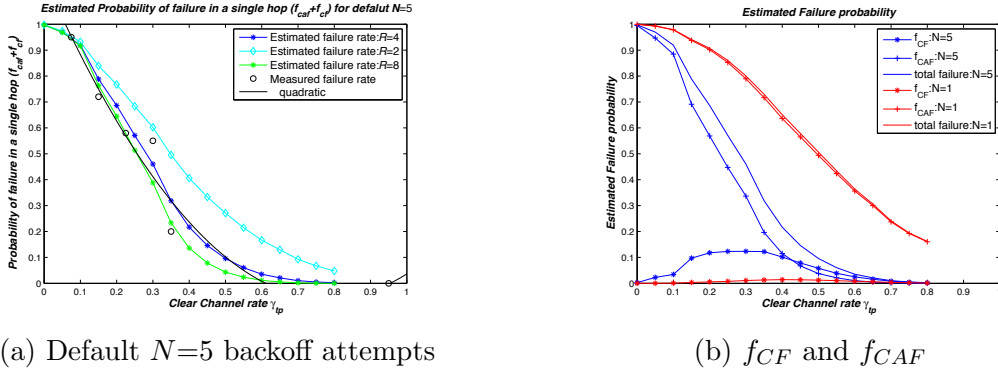 Estimated Probability of failure in a single hop (f_caf+f_cf) for defalut N=5
Probability of failure in a single hop (f_caf+f_cf)
1
0.9
0.8
0.7
0.6
0.5
0.4
0.3
0.2
0.1
0
Estimated failure rate:R=4
Estimated failure rate:R=2
Estimated failure rate:R=8
Measured failure rate
quadratic
0 0.2 0.4 0.6 0.8 1
0.1 0.3 0.5 0.7 0.9
Clear Channel rate γ_tp
(a) Default N=5 backoff attempts
Estimated Failure probability
Estimated Failure probability
1
0.9
0.8
0.7
0.6
0.5
0.4
0.3
0.2
0.1
0
f_CF:N=5
f_CAF:N=5
total failure:N=5
f_CF:N=1
f_CAF:N=1
total failure:N=1
0 0.1 0.2 0.3 0.4 0.5 0.6 0.7 0.8 0.9
Clear Channel rate γ_tp
(b) f_CF and f_CAF